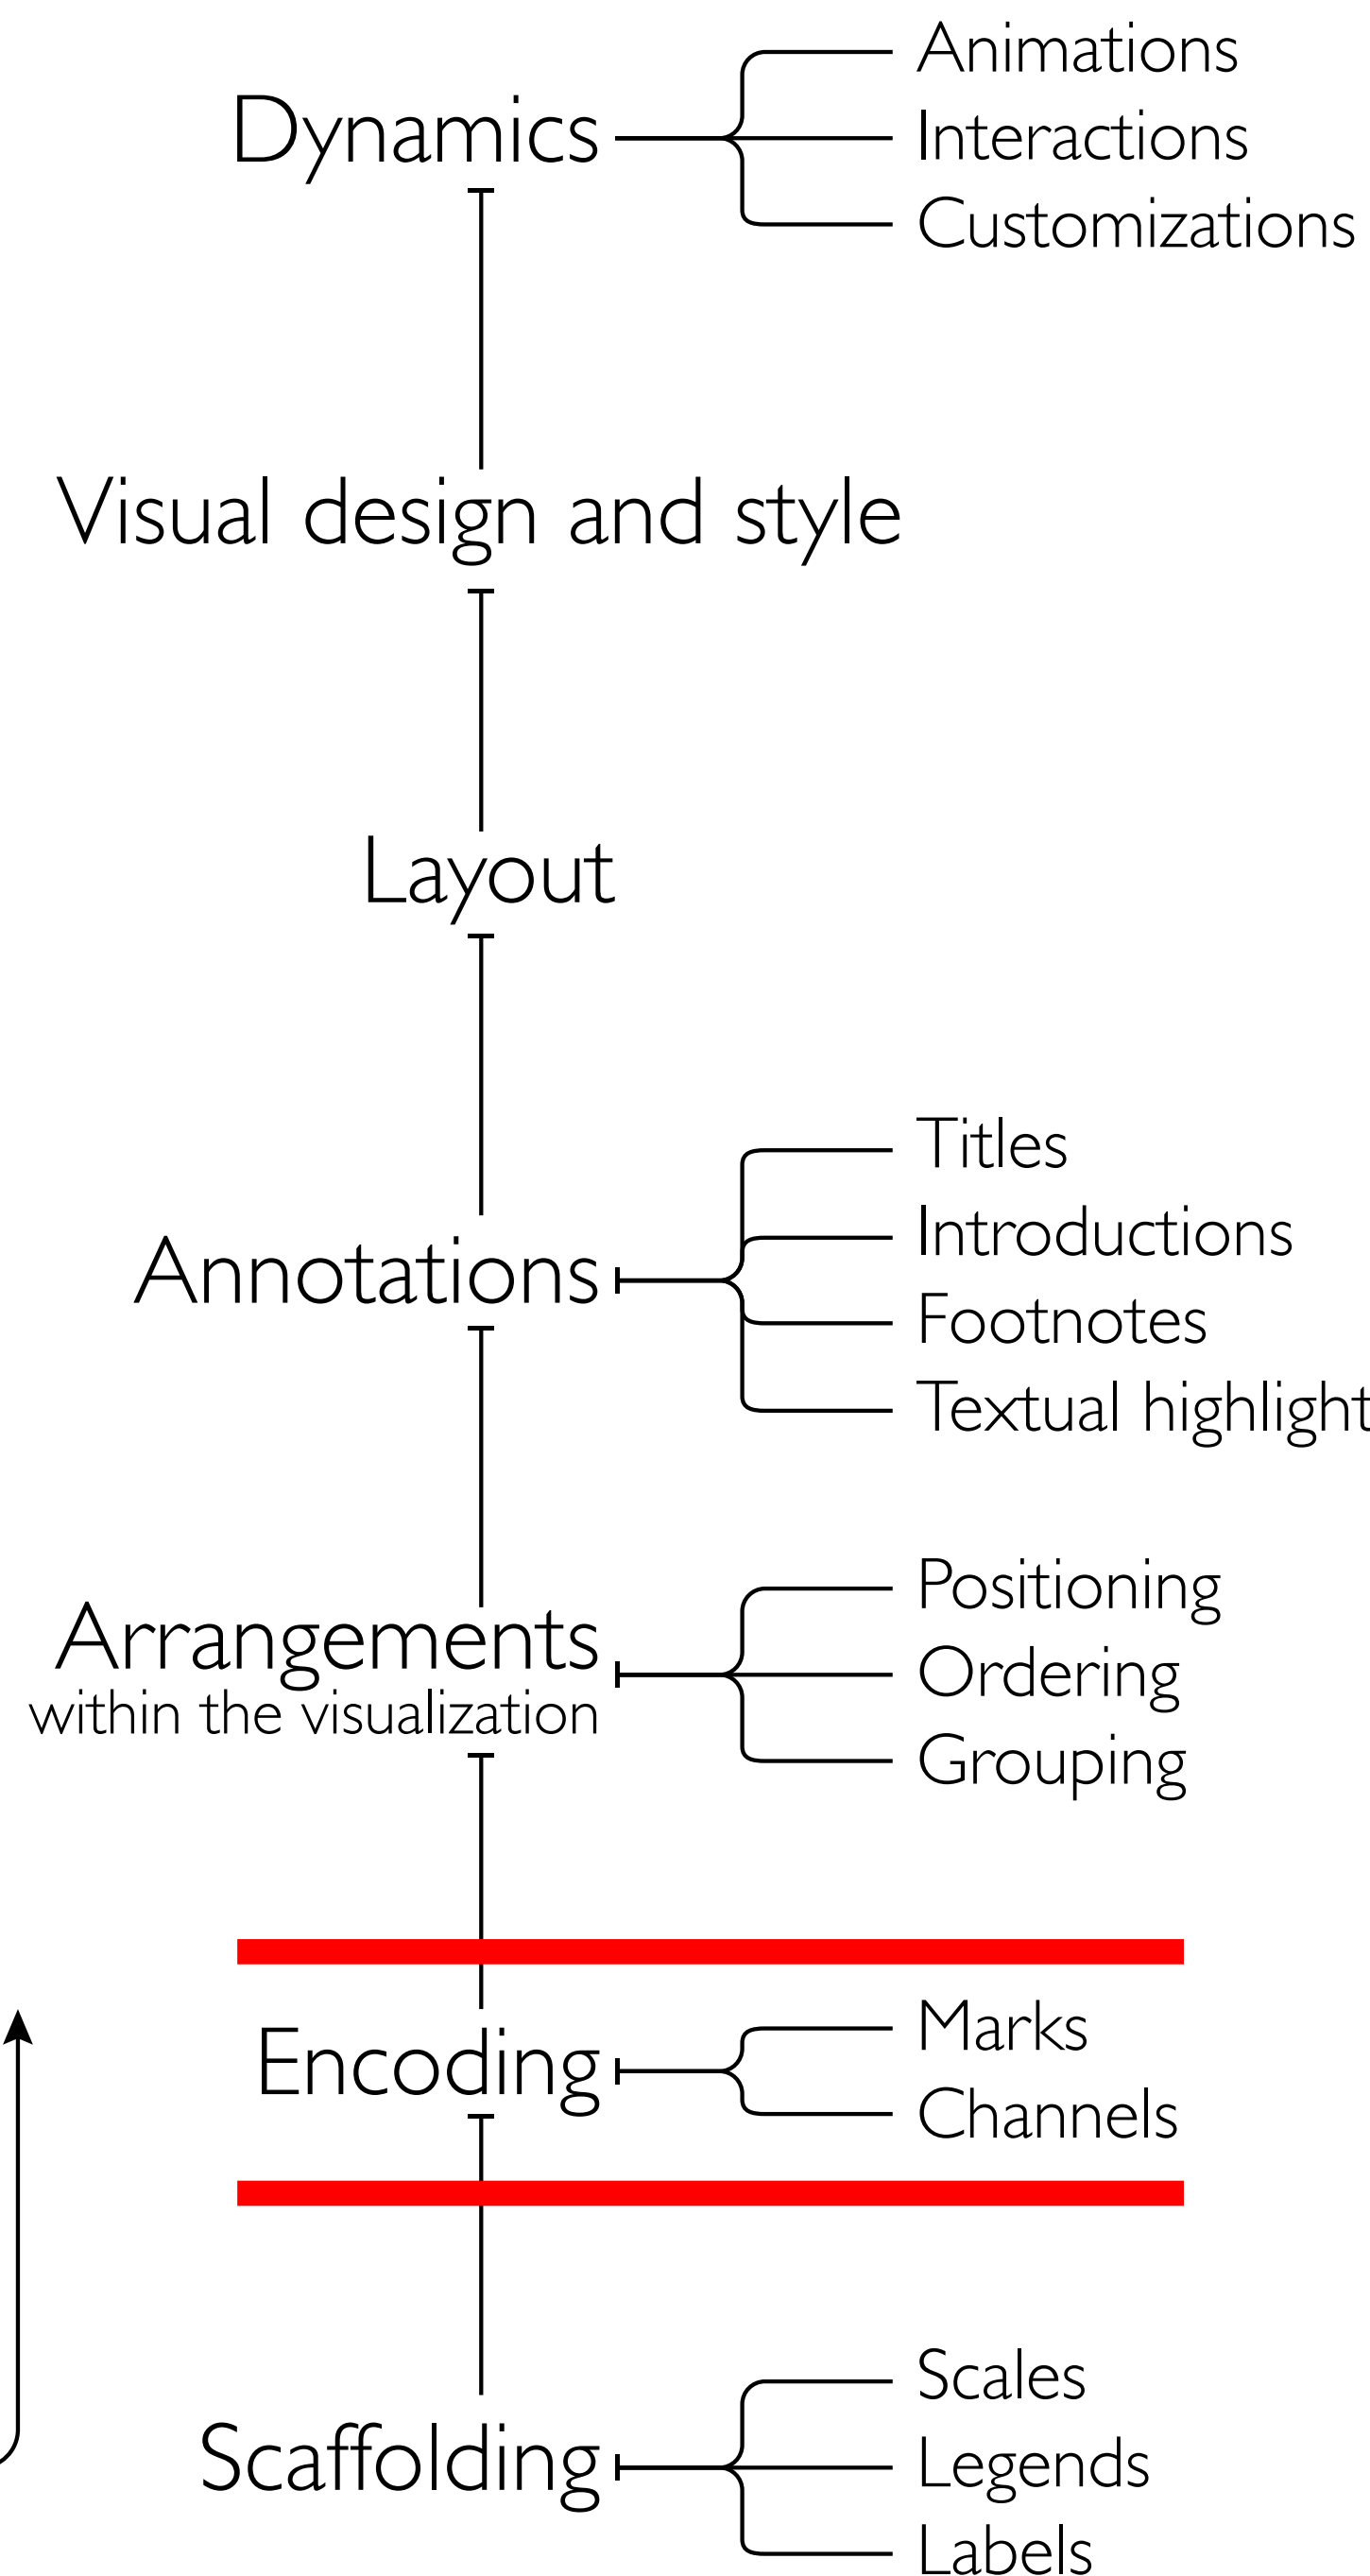 Dynamics
Animations
Interactions
Customizations
Visual design and style
Layout
Annotations
Titles
Introductions
Footnotes
Textual highlight
Arrangements
within the visualization
Positioning
Ordering
Grouping
Encoding
Marks
Channels
Scaffolding
Scales
Legends
Labels